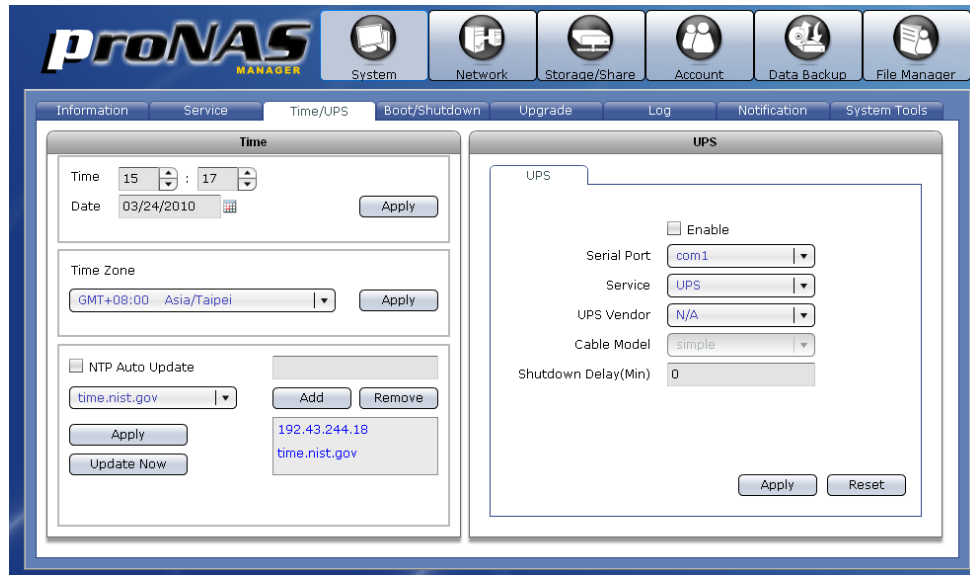 proNAS
MANAGER
System
Network
Storage/Share
Account
Data Backup
File Manager
Information
Service
Time/UPS
Boot/Shutdown
Upgrade
Log
Notification
System Tools
Time
Time 15 : 17
Date 03/24/2010
Apply
Time Zone
GMT+08:00 Asia/Taipei
Apply
NTP Auto Update
time.nist.gov
Add
Remove
Apply
Update Now
192.43.244.18
time.nist.gov
UPS
UPS
Enable
Serial Port com1
Service UPS
UPS Vendor N/A
Cable Model simple
Shutdown Delay(Min) 0
Apply
Reset